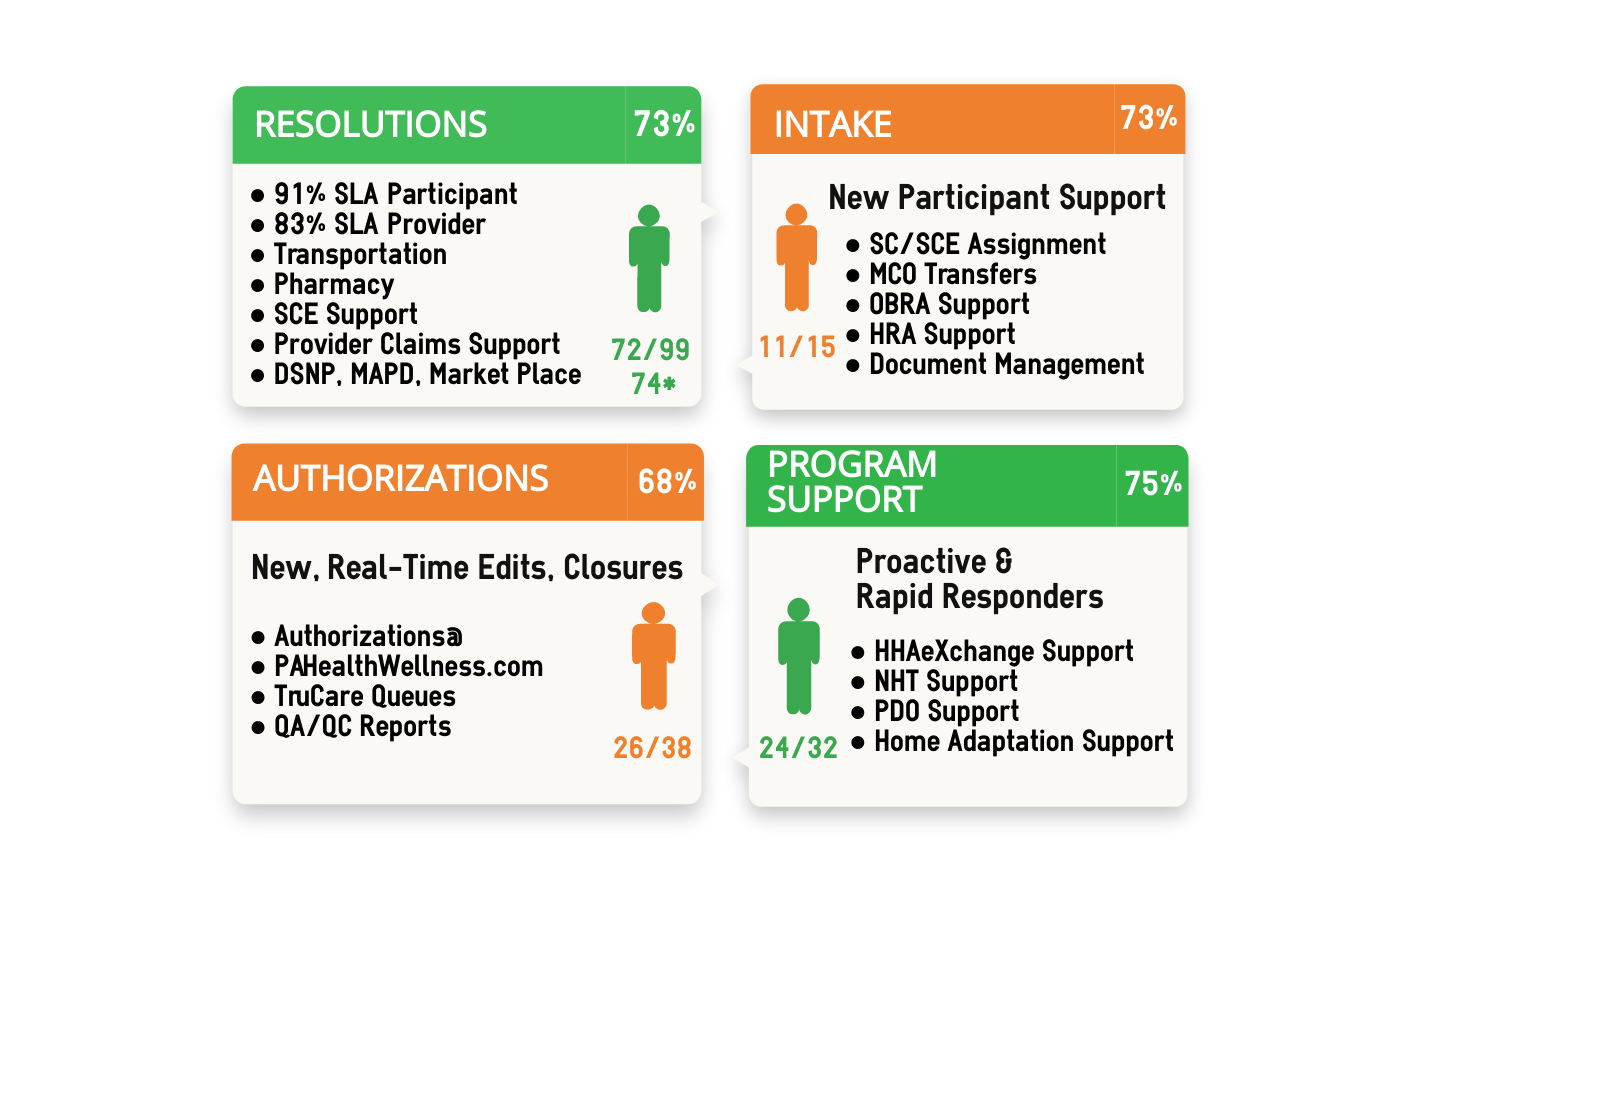 RESOLUTIONS 73%
● 91% SLA Participant
● 83% SLA Provider
● Transportation
● Pharmacy
● SCE Support
● Provider Claims Support
● DSNP, MAPD, Market Place
72/99
74*
INTAKE 73%
New Participant Support
● SC/SCE Assignment
● MCO Transfers
● OBRA Support
● HRA Support
● Document Management
11/15
AUTHORIZATIONS 68%
New, Real-Time Edits, Closures
● Authorizations@
● PAHealthWellness.com
● TruCare Queues
● QA/QC Reports
26/38
PROGRAM
SUPPORT
75%
Proactive &
Rapid Responders
● HHAeXchange Support
● NHT Support
● PDO Support
● Home Adaptation Support
24/32